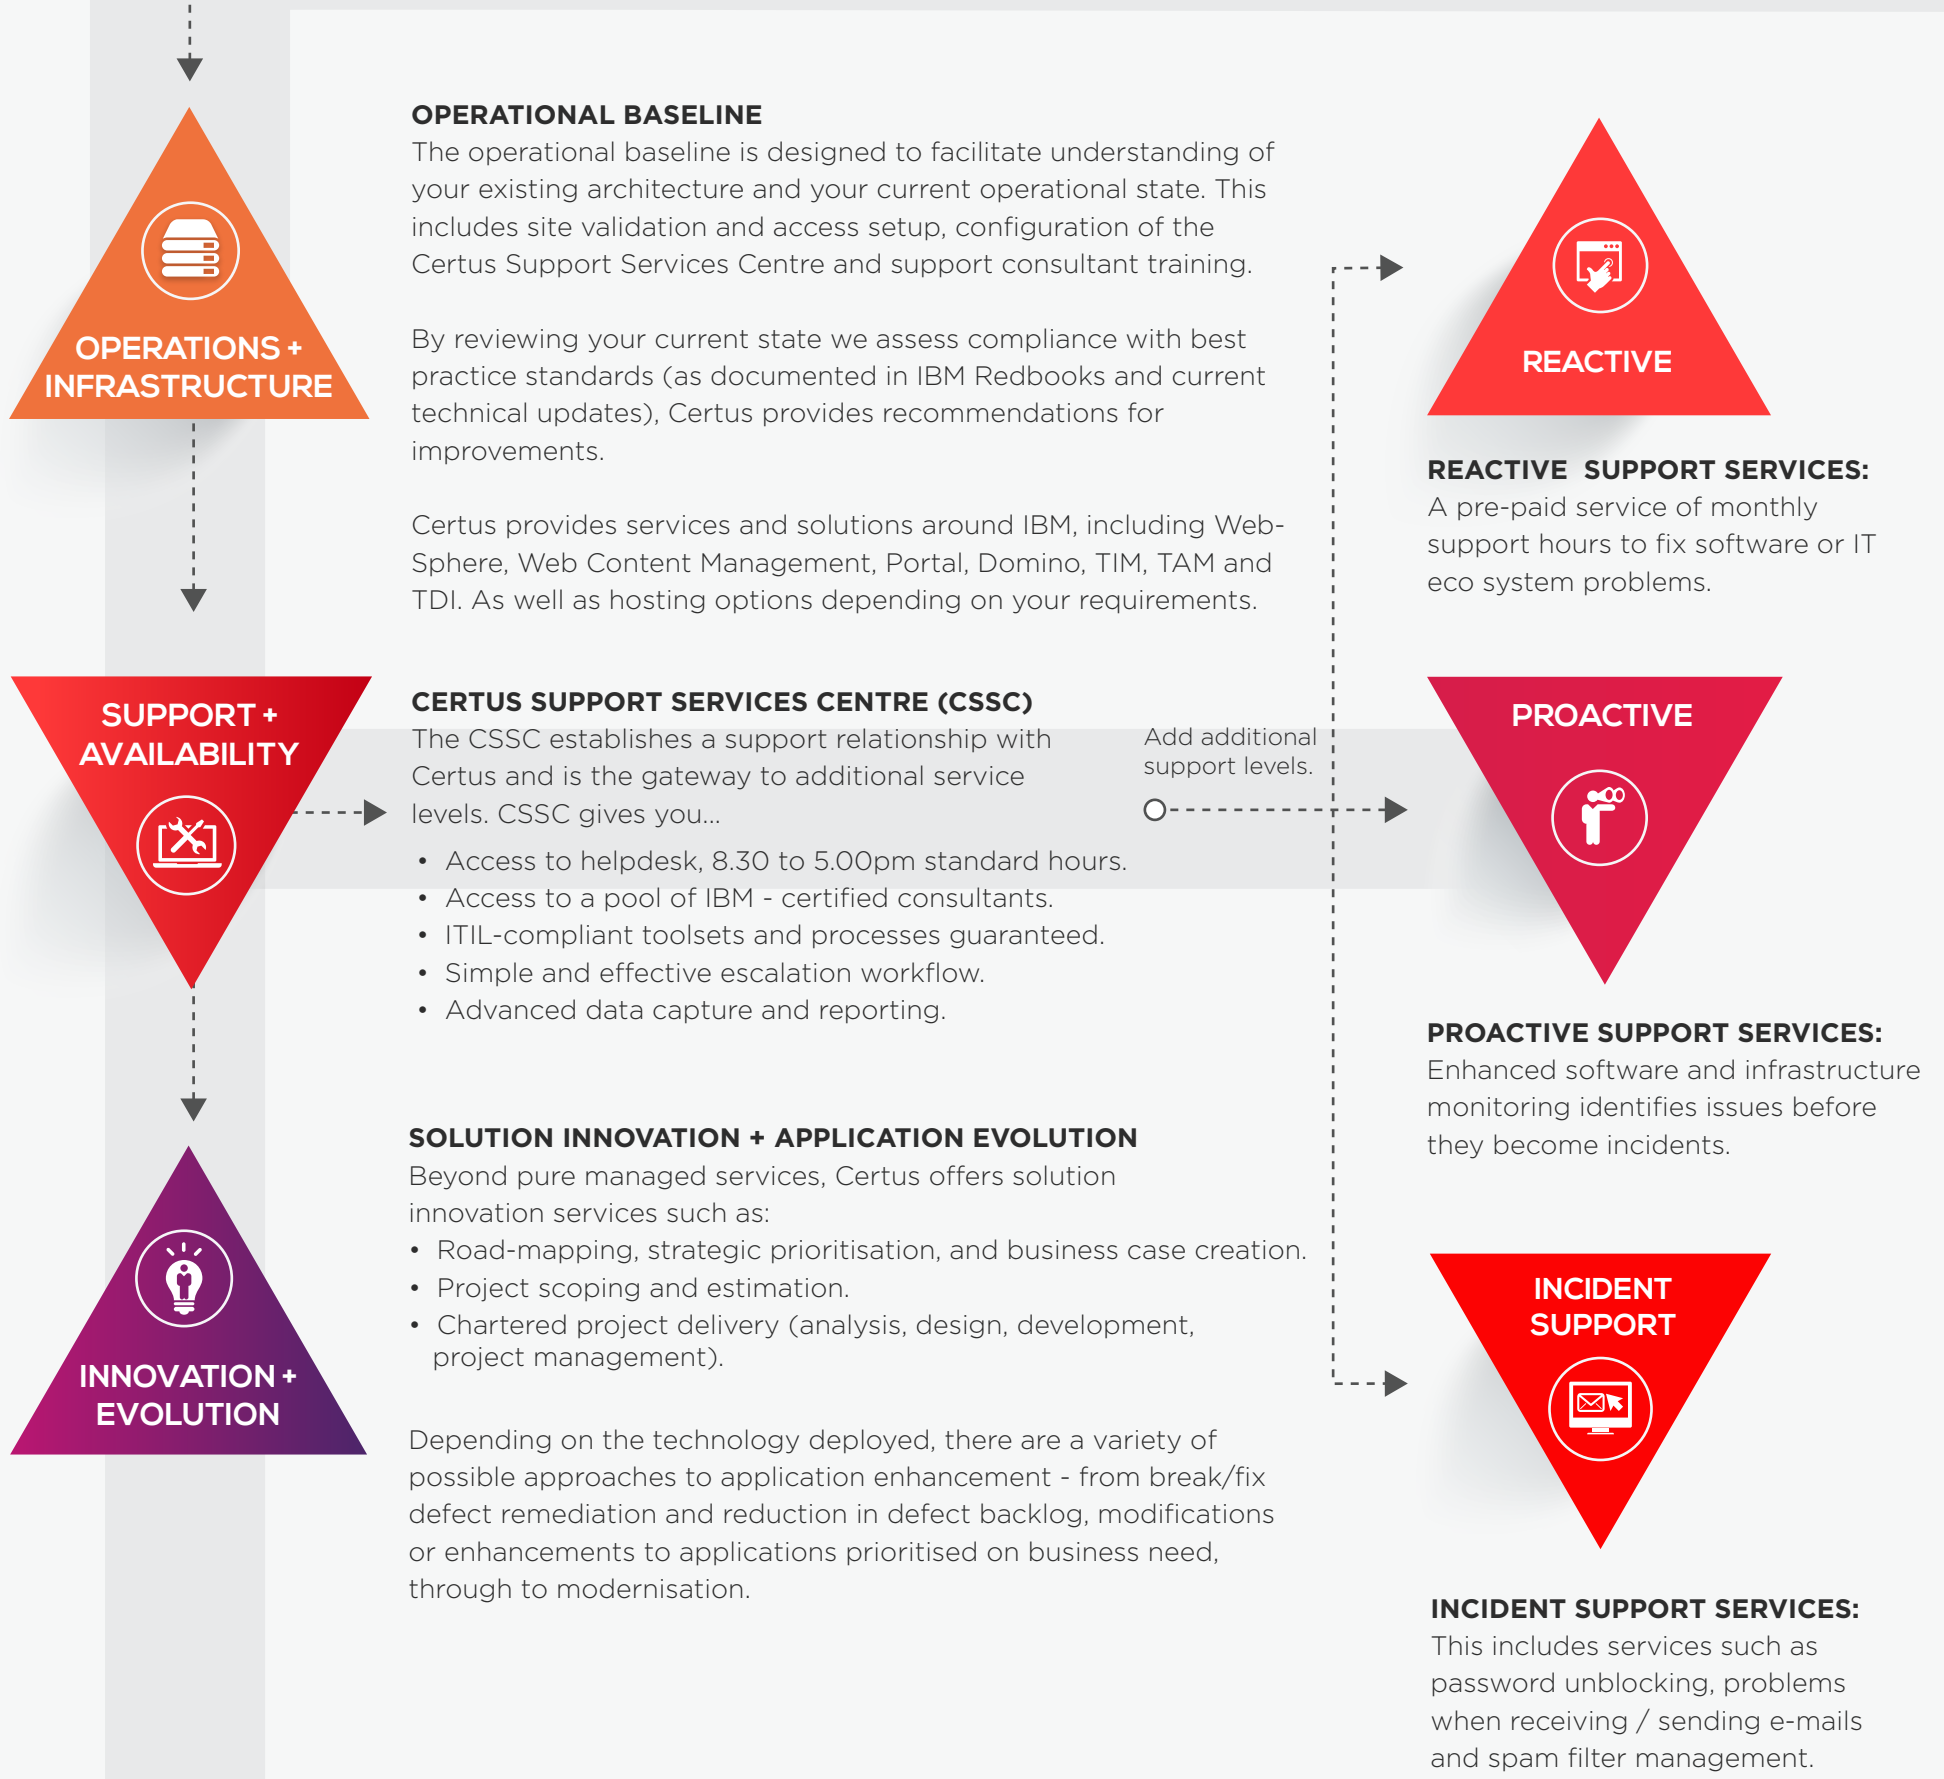 OPERATIONS +
INFRASTRUCTURE
OPERATIONAL BASELINE
The operational baseline is designed to facilitate understanding of
your existing architecture and your current operational state. This
includes site validation and access setup, configuration of the
Certus Support Services Centre and support consultant training.
By reviewing your current state we assess compliance with best
practice standards (as documented in IBM Redbooks and current
technical updates), Certus provides recommendations for
improvements.
Certus provides services and solutions around IBM, including Web-
Sphere, Web Content Management, Portal, Domino, TIM, TAM and
TDI. As well as hosting options depending on your requirements.
REACTIVE
REACTIVE SUPPORT SERVICES:
A pre-paid service of monthly
support hours to fix software or IT
eco system problems.
SUPPORT +
AVAILABILITY
CERTUS SUPPORT SERVICES CENTRE (CSSC)
The CSSC establishes a support relationship with
Certus and is the gateway to additional service
levels. CSSC gives you...
• Access to helpdesk, 8.30 to 5.00pm standard hours.
• Access to a pool of IBM - certified consultants.
• ITIL-compliant toolsets and processes guaranteed.
• Simple and effective escalation workflow.
• Advanced data capture and reporting.
Add additional
support levels.
PROACTIVE
PROACTIVE SUPPORT SERVICES:
Enhanced software and infrastructure
monitoring identifies issues before
they become incidents.
INNOVATION +
EVOLUTION
SOLUTION INNOVATION + APPLICATION EVOLUTION
Beyond pure managed services, Certus offers solution
innovation services such as:
• Road-mapping, strategic prioritisation, and business case creation.
• Project scoping and estimation.
• Chartered project delivery (analysis, design, development,
project management).
Depending on the technology deployed, there are a variety of
possible approaches to application enhancement - from break/fix
defect remediation and reduction in defect backlog, modifications
or enhancements to applications prioritised on business need,
through to modernisation.
INCIDENT
SUPPORT
INCIDENT SUPPORT SERVICES:
This includes services such as
password unblocking, problems
when receiving / sending e-mails
and spam filter management.